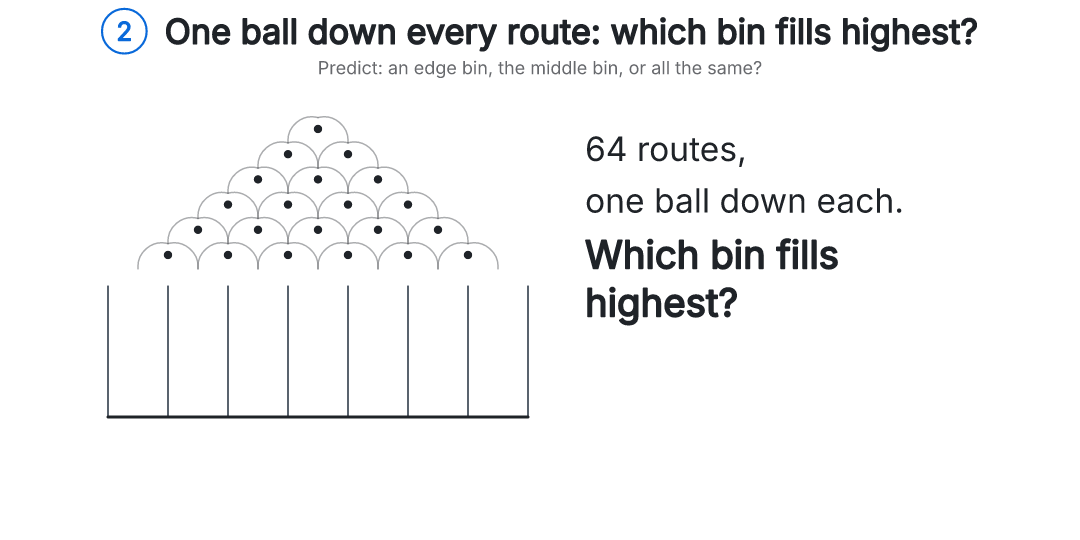 2 One ball down every route: which bin fills highest?
Predict: an edge bin, the middle bin, or all the same?
64 routes,
one ball down each.
Which bin fills
highest?